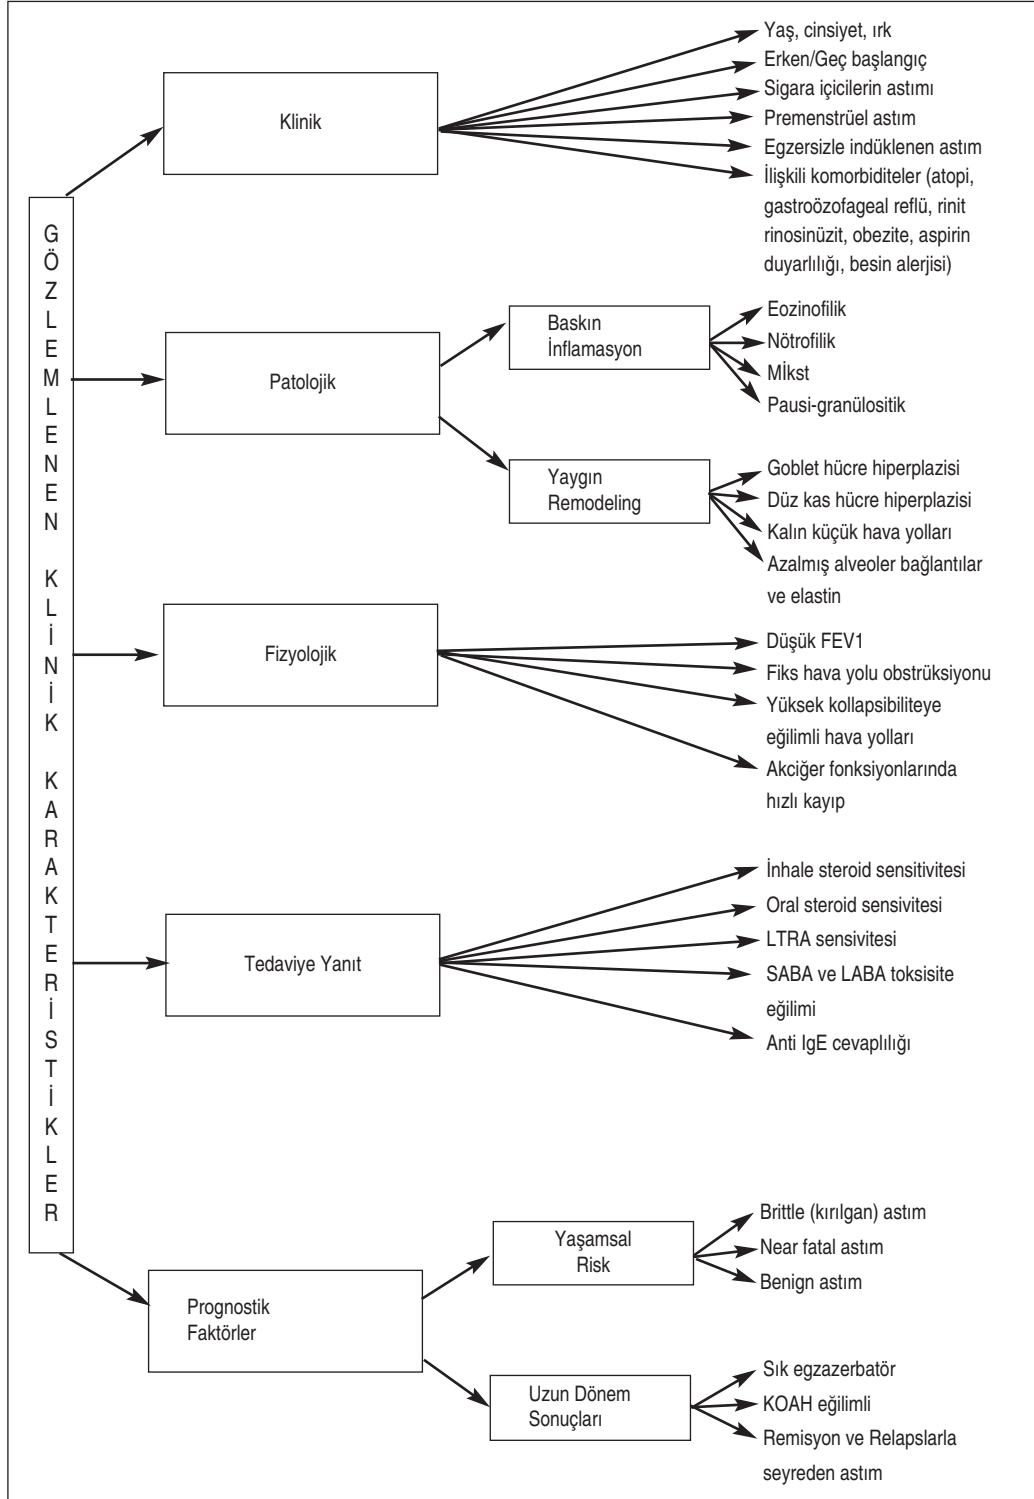 GÖZLEMLENEN KLİNİK KARAKTERİSTİKLER
Klinik
Yaş, cinsiyet, ırk
Erken/Geç başlangıç
Sigara içicilerin astımı
Premenstrüel astım
Egzersizle indüklenen astım
İlişkili komorbiditeler (atopi,
gastroözofageal reflü, rinit
rinosinüzit, obezite, aspirin
duyarlılığı, besin alerjisi)
Patolojik
Baskın
İnflamasyon
Eozinofilik
Nötrofilik
Mİkst
Pausi-granülositik
Yaygın
Remodeling
Goblet hücre hiperplazisi
Düz kas hücre hiperplazisi
Kalın küçük hava yolları
Azalmış alveoler bağlantılar
ve elastin
Fizyolojik
Düşük FEV1
Fiks hava yolu obstrüksiyonu
Yüksek kollapsibiliteye
eğilimli hava yolları
Akciğer fonksiyonlarında
hızlı kayıp
Tedaviye Yanıt
İnhale steroid sensitivitesi
Oral steroid sensivitesi
LTRA sensivitesi
SABA ve LABA toksisite
eğilimi
Anti IgE cevaplılığı
Prognostik
Faktörler
Yaşamsal
Risk
Brittle (kırılgan) astım
Near fatal astım
Benign astım
Uzun Dönem
Sonuçları
Sık egzazerbatör
KOAH eğilimli
Remisyon ve Relapslarla
seyreden astım